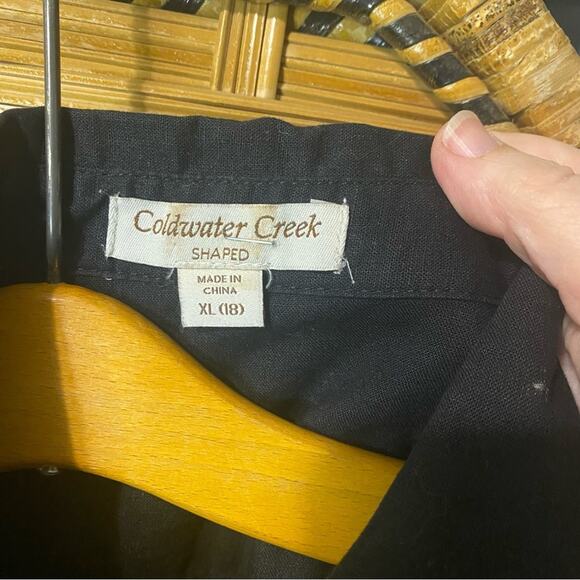 Coldwater Creek
SHAPED
MADE IN
CHINA
XL (18)